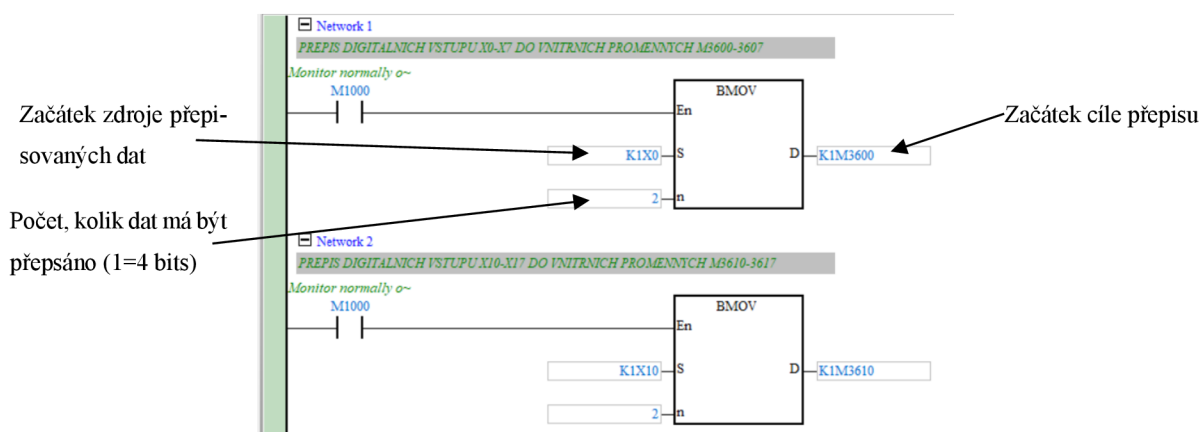 Network 1
PREPIS DIGITALNICH VSTUPU X0-X7 DO VNITRNICH PROMENNYCH M3600-3607
Monitor normally o~
M1000
BMOV
En
Začátek zdroje přepi-
sovaných dat
Začátek cíle přepisu
K1X0
S
D
K1M3600
2
n
Počet, kolik dat má být
přepsáno (1=4 bits)
Network 2
PREPIS DIGITALNICH VSTUPU X10-X17 DO VNITRNICH PROMENNYCH M3610-3617
Monitor normally o~
M1000
BMOV
En
K1X10
S
D
K1M3610
2
n